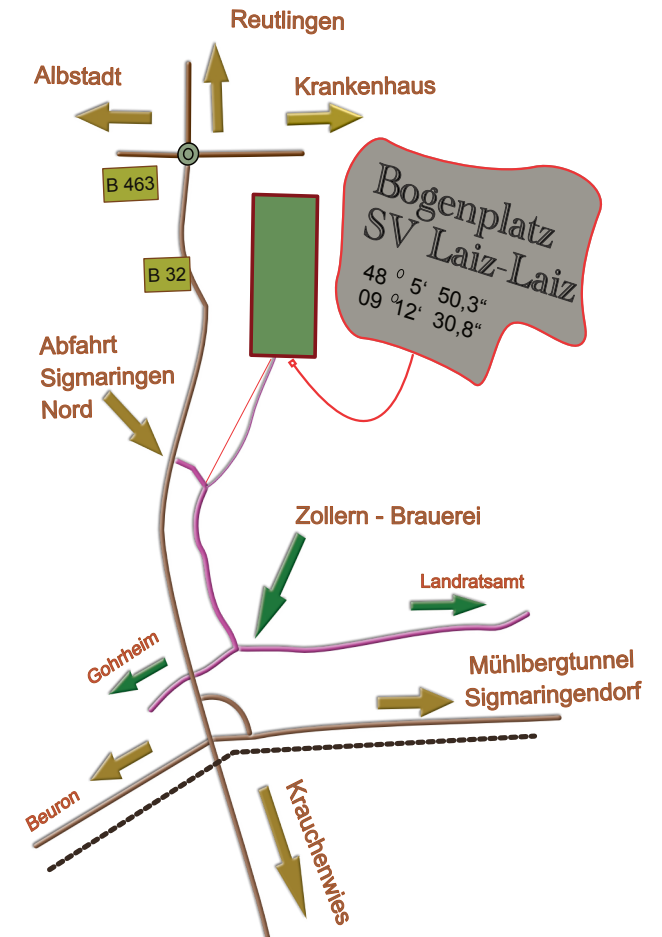 Reutlingen
Albstadt
Krankenhaus
B 463
Bogenplatz
SV Laiz-Laiz
48 ° 5‘ 50,3“
09 °12‘ 30,8“
B 32
Abfahrt
Sigmaringen
Nord
Zollern - Brauerei
Landratsamt
Gohrheim
Mühlbergtunnel
Sigmaringendorf
Beuron
Krauchenwies